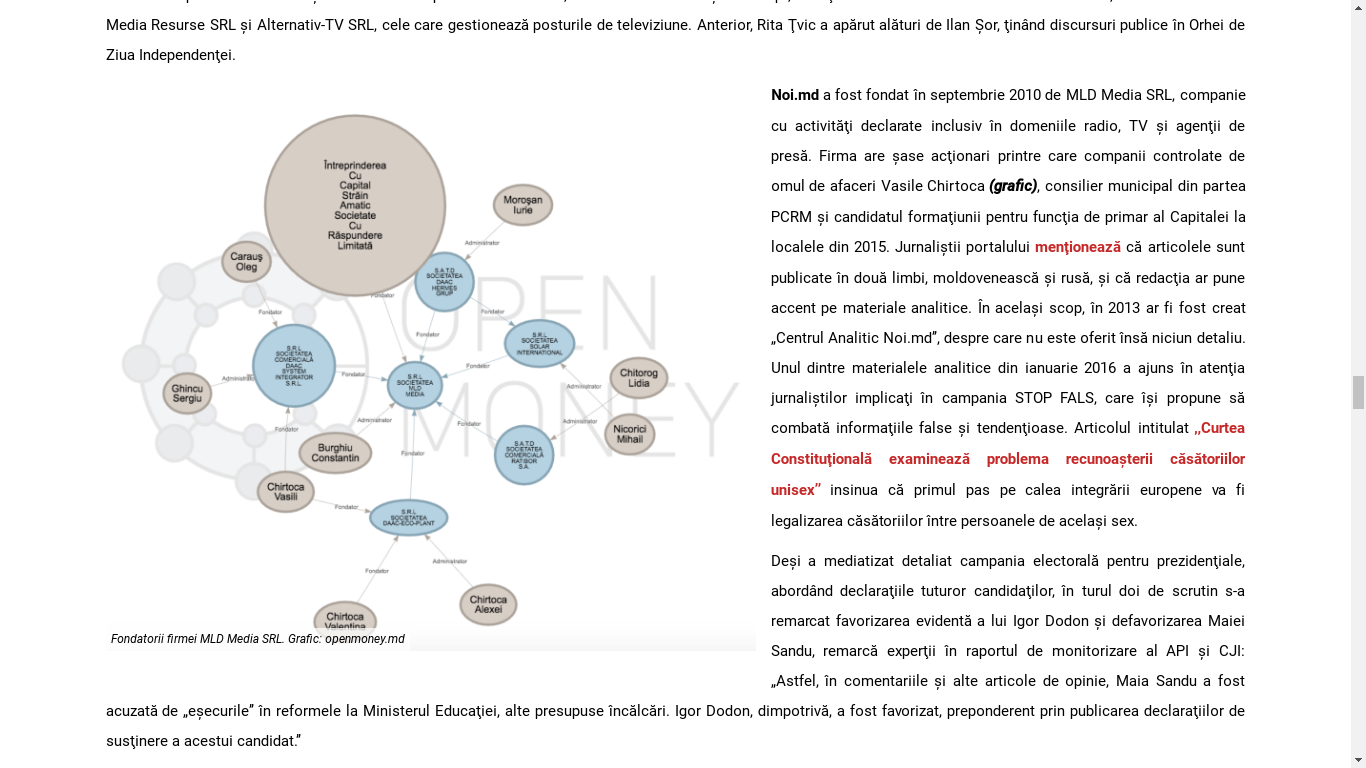 Media Resurse SRL și Alternativ-TV SRL, cele care gestionează posturile de televiziune. Anterior, Rita Ţvic a apărut alături de Ilan Șor, ţinând discursuri publice în Orhei de
Ziua Independenţei.
Noi.md a fost fondat în septembrie 2010 de MLD Media SRL, companie
cu activităţi declarate inclusiv în domeniile radio, TV și agenţii de
presă. Firma are șase acţionari printre care companii controlate de
omul de afaceri Vasile Chirtoca (grafic), consilier municipal din partea
PCRM și candidatul formaţiunii pentru funcţia de primar al Capitalei la
localele din 2015. Jurnaliștii portalului menţionează că articolele sunt
publicate în două limbi, moldovenească și rusă, și că redacţia ar pune
accent pe materiale analitice. În același scop, în 2013 ar fi fost creat
„Centrul Analitic Noi.md”, despre care nu este oferit însă niciun detaliu.
Unul dintre materialele analitice din ianuarie 2016 a ajuns în atenţia
jurnaliștilor implicaţi în campania STOP FALS, care își propune să
combată informaţiile false și tendenţioase. Articolul intitulat ,,Curtea
Constituţională examinează problema recunoașterii căsătoriilor
unisex’’ insinua că primul pas pe calea integrării europene va fi
legalizarea căsătoriilor între persoanele de același sex.
Deși a mediatizat detaliat campania electorală pentru prezidenţiale,
abordând declaraţiile tuturor candidaţilor, în turul doi de scrutin s-a
remarcat favorizarea evidentă a lui Igor Dodon și defavorizarea Maiei
Sandu, remarcă experţii în raportul de monitorizare al API și CJI:
„Astfel, în comentariile și alte articole de opinie, Maia Sandu a fost
acuzată de „eșecurile” în reformele la Ministerul Educaţiei, alte presupuse încălcări. Igor Dodon, dimpotrivă, a fost favorizat, preponderent prin publicarea declaraţiilor de
susţinere a acestui candidat.”
Întreprinderea
Cu
Capital
Străin
Amatic
Societate
Cu
Răspundere
Limitată
Moroşan
Iurie
Administrator
Carauş
Oleg
S.A.T.D
SOCIETATEA
DAAC
HERMES
GRUP
Fondator
Fondator
Fondator
Fondator
S.R.L
SOCIETATEA
SOLAR
INTERNATIONAL
S.R.L
SOCIETATEA
COMERCIALĂ
DAAC
SYSTEM
INTEGRATOR
S.R.L.
Fondator
Fondator
S.R.L
SOCIETATEA
MLD
MEDIA
Chitorog
Lidia
Ghincu
Sergiu
Administrator
Administrator
Administrator
Fondator
Administrator
Nicorici
Mihail
Fondator
Burghiu
Constantin
Fondator
S.A.T.D
SOCIETATEA
COMERCIALĂ
RATIBOR
S.A.
Chirtoca
Vasili
Fondator
S.R.L
SOCIETATEA
DAAC-ECO-PLANT
Fondator
Administrator
Chirtoca
Alexei
Chirtoca
Valentina
OPEN
MONEY
Fondatorii firmei MLD Media SRL. Grafic: openmoney.md